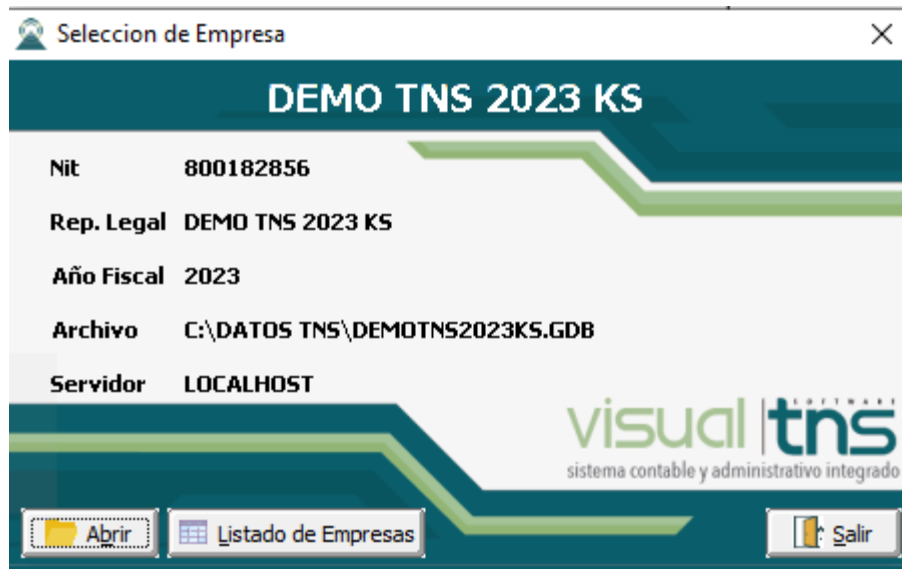 Seleccion de Empresa
DEMO TNS 2023 KS
Nit 800182856
Rep. Legal DEMO TNS 2023 KS
Año Fiscal 2023
Archivo C:\DATOS TNS\DEMOTNS2023KS.GDB
Servidor LOCALHOST
SOFTWARE
visual tns
sistema contable y administrativo integrado
Abrir Listado de Empresas Salir